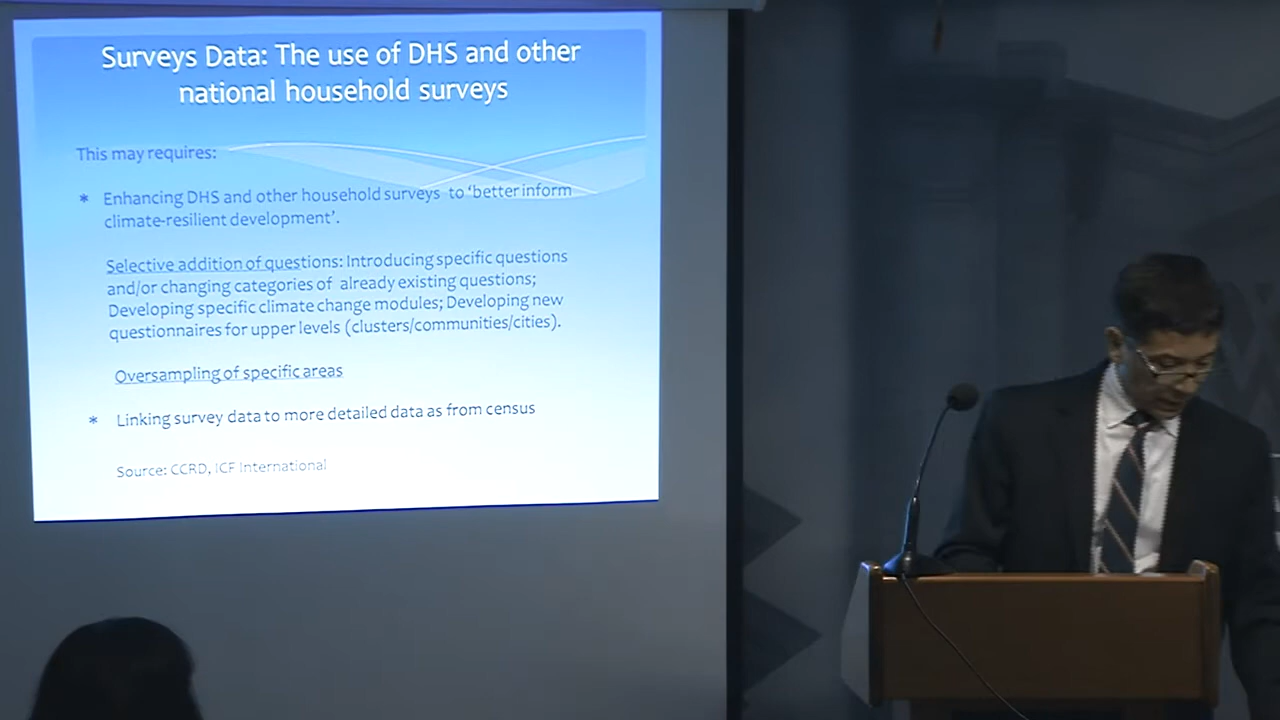 Surveys Data: The use of DHS and other
national household surveys
This may requires:
* Enhancing DHS and other household surveys to ‘better inform
climate-resilient development’.
Selective addition of questions: Introducing specific questions
and/or changing categories of already existing questions;
Developing specific climate change modules; Developing new
questionnaires for upper levels (clusters/communities/cities).
Oversampling of specific areas
* Linking survey data to more detailed data as from census
Source: CCRD, ICF International